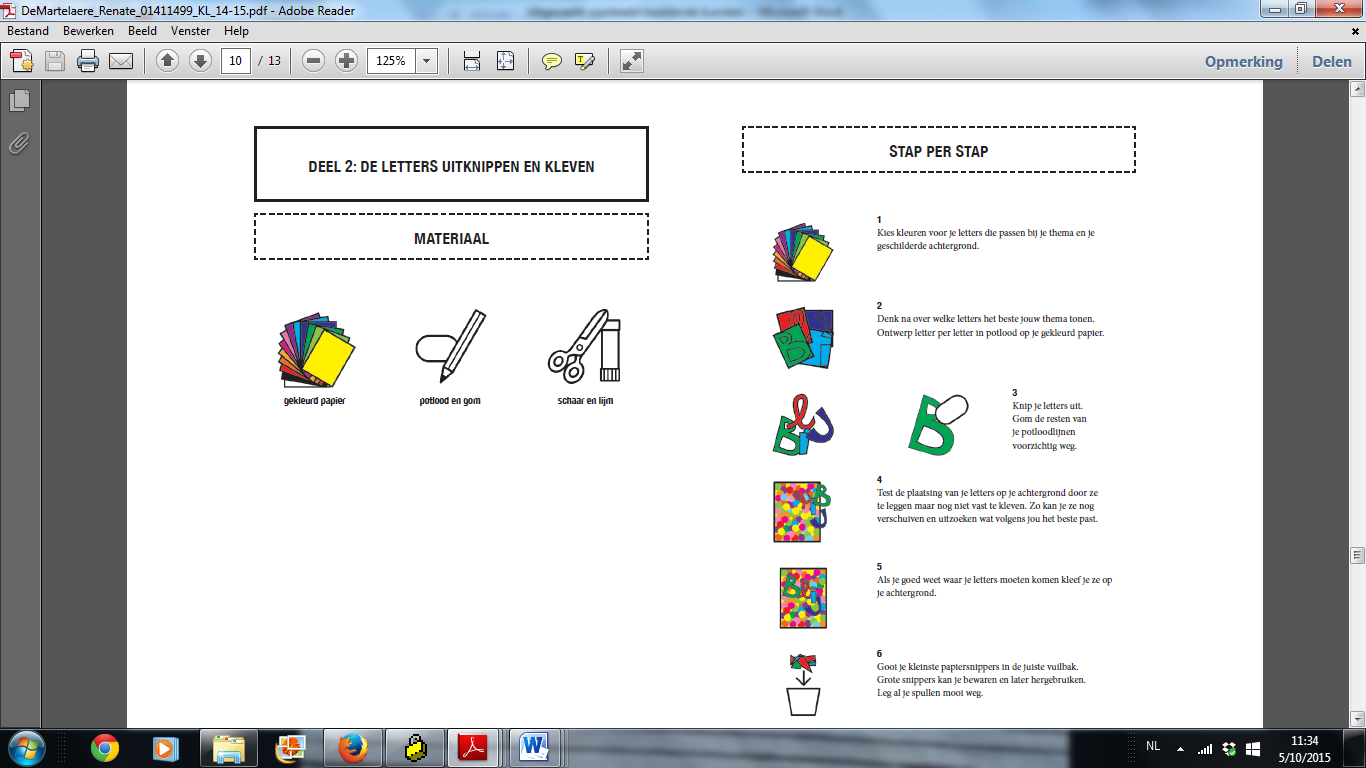 DeMartelaere_Renate_01411499_KL_14-15.pdf - Adobe Reader
Bestand Bewerken Beeld Venster Help
10 / 13
125%
Opmerking Delen
DEEL 2: DE LETTERS UITKNIPPEN EN KLEVEN
MATERIAAL
gekleurd papier
potlood en gom
schaar en lijm
STAP PER STAP
1
Kies kleuren voor je letters die passen bij je thema en je
geschilderde achtergrond.
2
Denk na over welke letters het beste jouw thema tonen.
Ontwerp letter per letter in potlood op je gekleurd papier.
3
Knip je letters uit.
Gom de resten van
je potloodlijnen
voorzichtig weg.
4
Test de plaatsing van je letters op je achtergrond door ze
te leggen maar nog niet vast te kleven. Zo kan je ze nog
verschuiven en uitzoeken wat volgens jou het beste past.
5
Als je goed weet waar je letters moeten komen kleef je ze op
je achtergrond.
6
Gooi je kleinste papiersnippers in de juiste vuilbak.
Grote snippers kan je bewaren en later hergebruiken.
Leg al je spullen mooi weg.
NL
11:34
5/10/2015